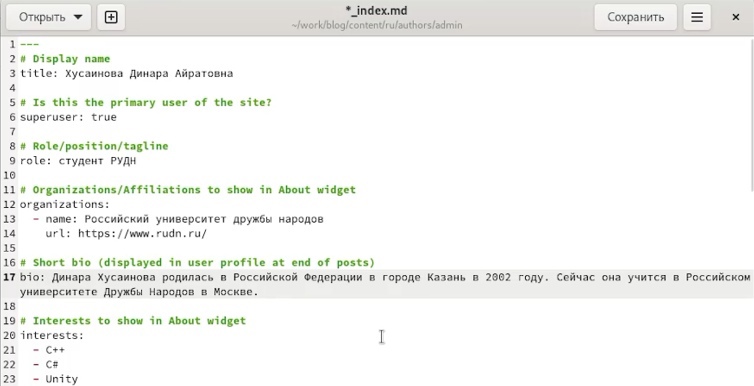 Открыть
*_index.md
~/work/blog/content/ru/authors/admin
Сохранить
1 ---
2 # Display name
3 title: Хусаинова Динара Айратовна
4
5 # Is this the primary user of the site?
6 superuser: true
7
8 # Role/position/tagline
9 role: студент РУДН
10
11 # Organizations/Affiliations to show in About widget
12 organizations:
13   - name: Российский университет дружбы народов
14     url: https://www.rudn.ru/
15
16 # Short bio (displayed in user profile at end of posts)
17 bio: Динара Хусаинова родилась в Российской Федерации в городе Казань в 2002 году. Сейчас она учится в Российском
университете Дружбы Народов в Москве.
18
19 # Interests to show in About widget
20 interests:
21   - C++
22   - C#
23   - Unity